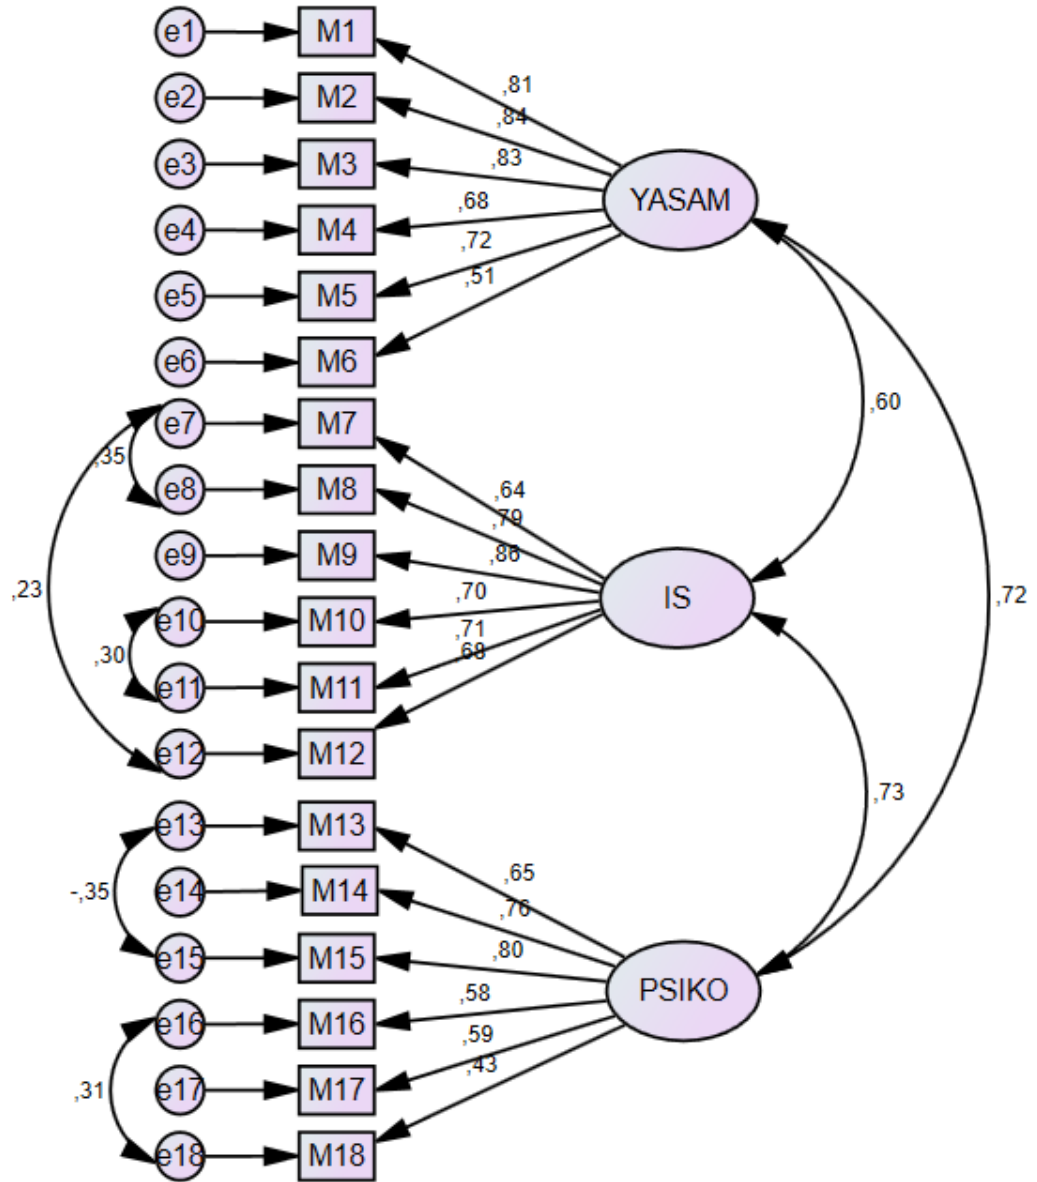 e1 M1
,81
e2 M2
,84
e3 M3
,83
YASAM
e4 M4
,68
e5 M5
,72
e6 M6
,51
,60
e7 M7
,35
e8 M8
,64
,79
e9 M9
,86
,23
IS
,72
e10 M10
,70
,30
e11 M11
,71
,68
e12 M12
,73
e13 M13
,65
-,35
e14 M14
,76
e15 M15
,80
PSIKO
e16 M16
,58
,31
e17 M17
,59
,43
e18 M18